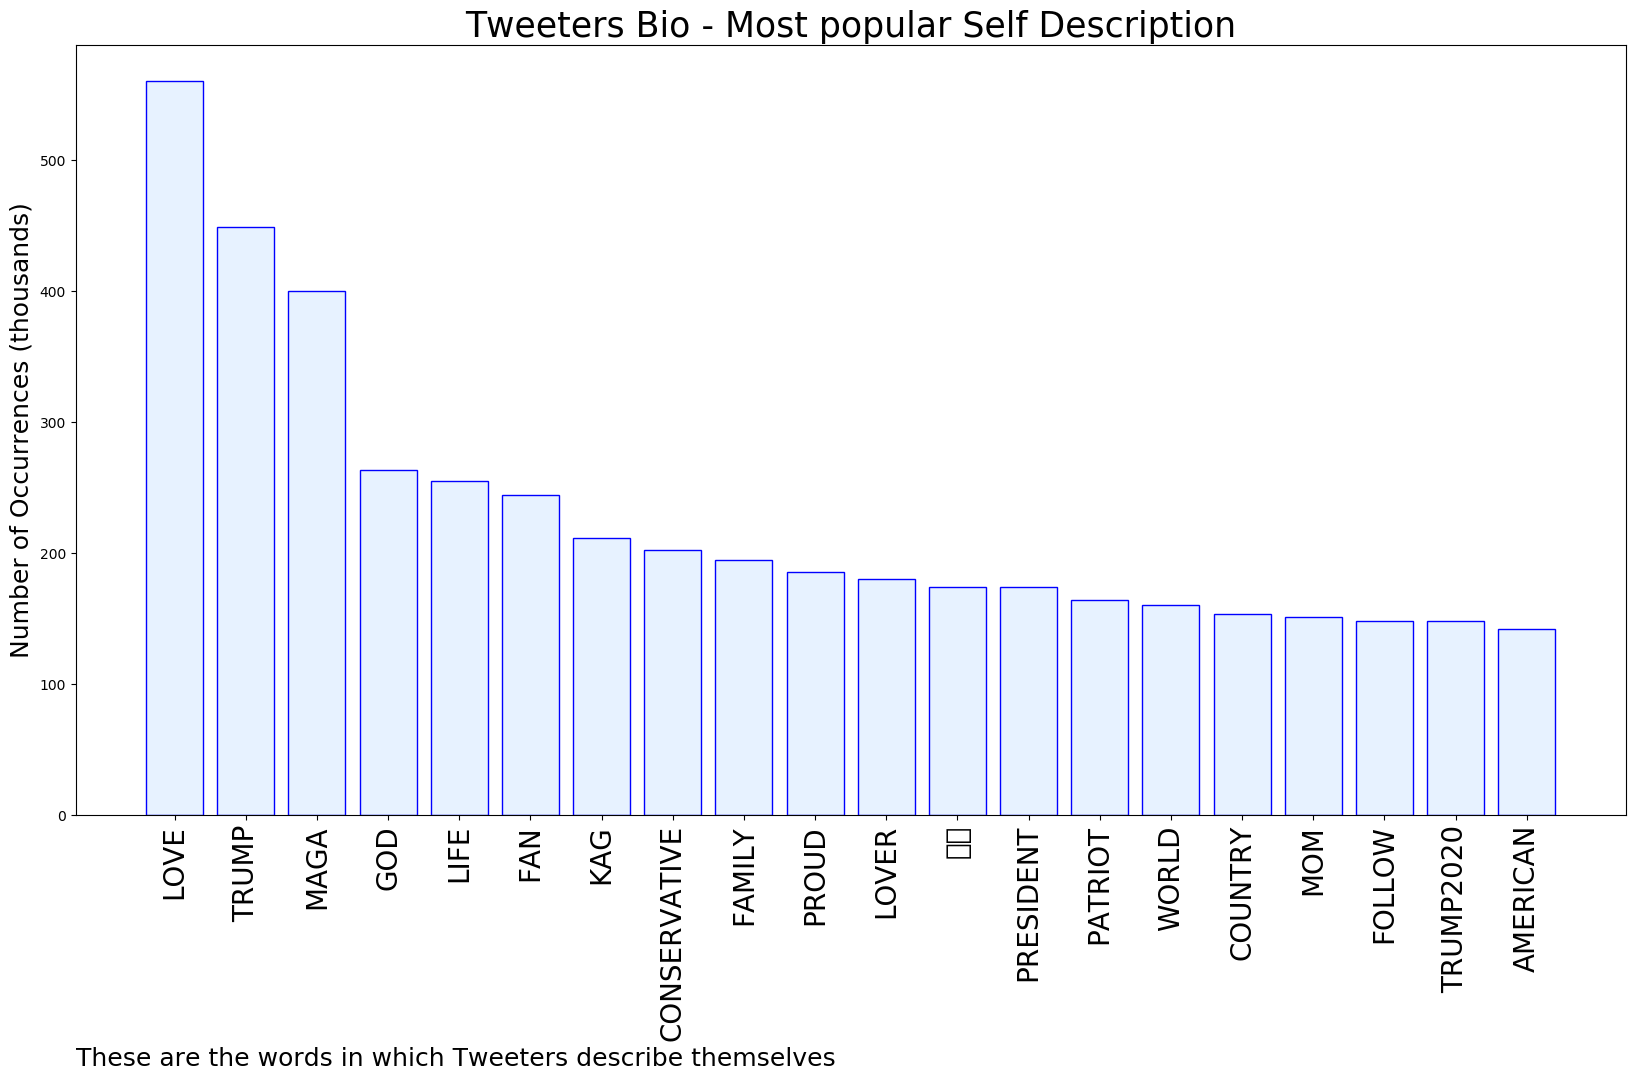 Tweeters Bio - Most popular Self Description
Number of Occurrences (thousands)
500
400
300
200
100
0
LOVE
TRUMP
MAGA
GOD
LIFE
FAN
KAG
CONSERVATIVE
FAMILY
PROUD
LOVER
PRESIDENT
PATRIOT
WORLD
COUNTRY
MOM
FOLLOW
TRUMP2020
AMERICAN
These are the words in which Tweeters describe themselves